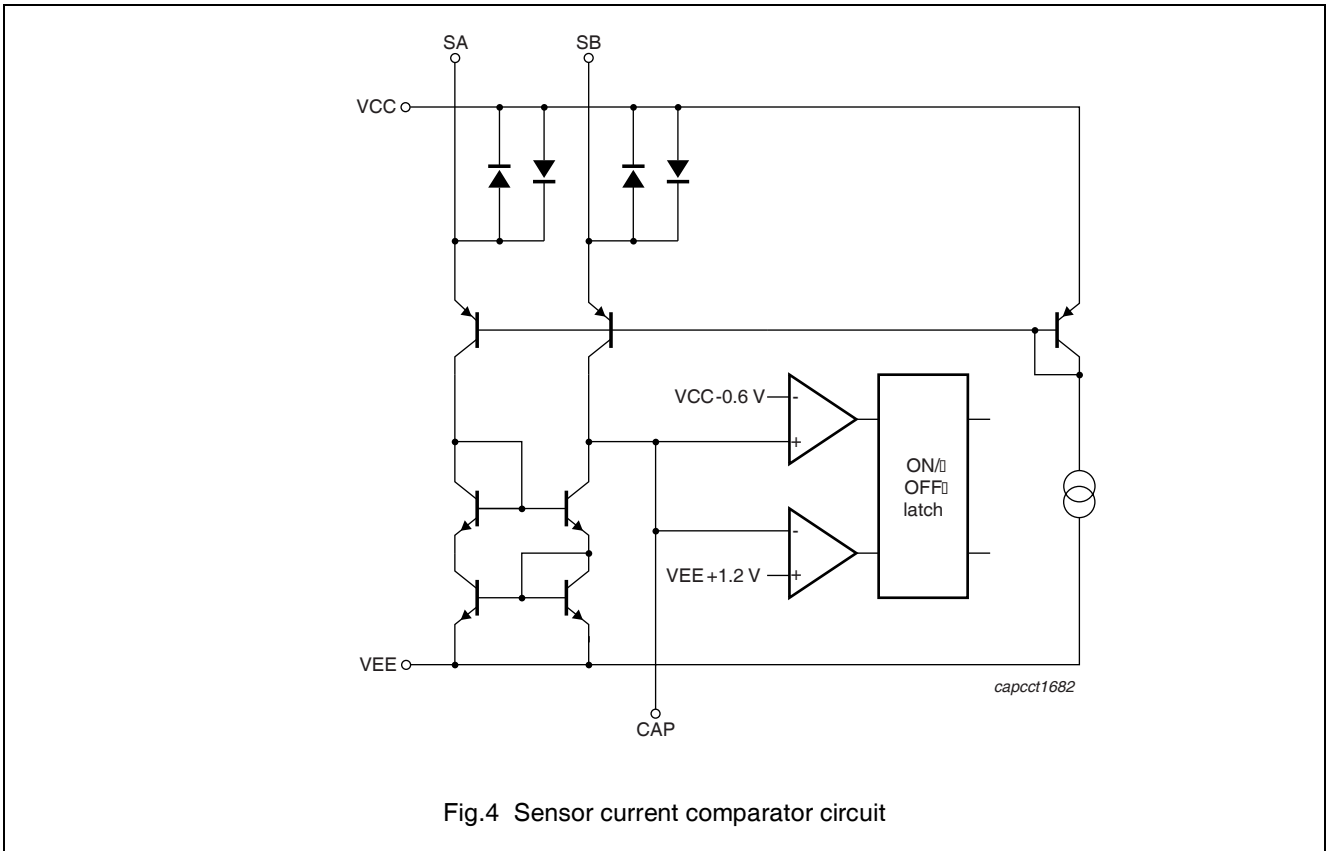 SA
SB
VCC
VCC-0.6 V
-
+
ON/▯
OFF▯
latch
-
VEE+1.2 V
+
VEE
capcct1682
CAP
Fig.4 Sensor current comparator circuit